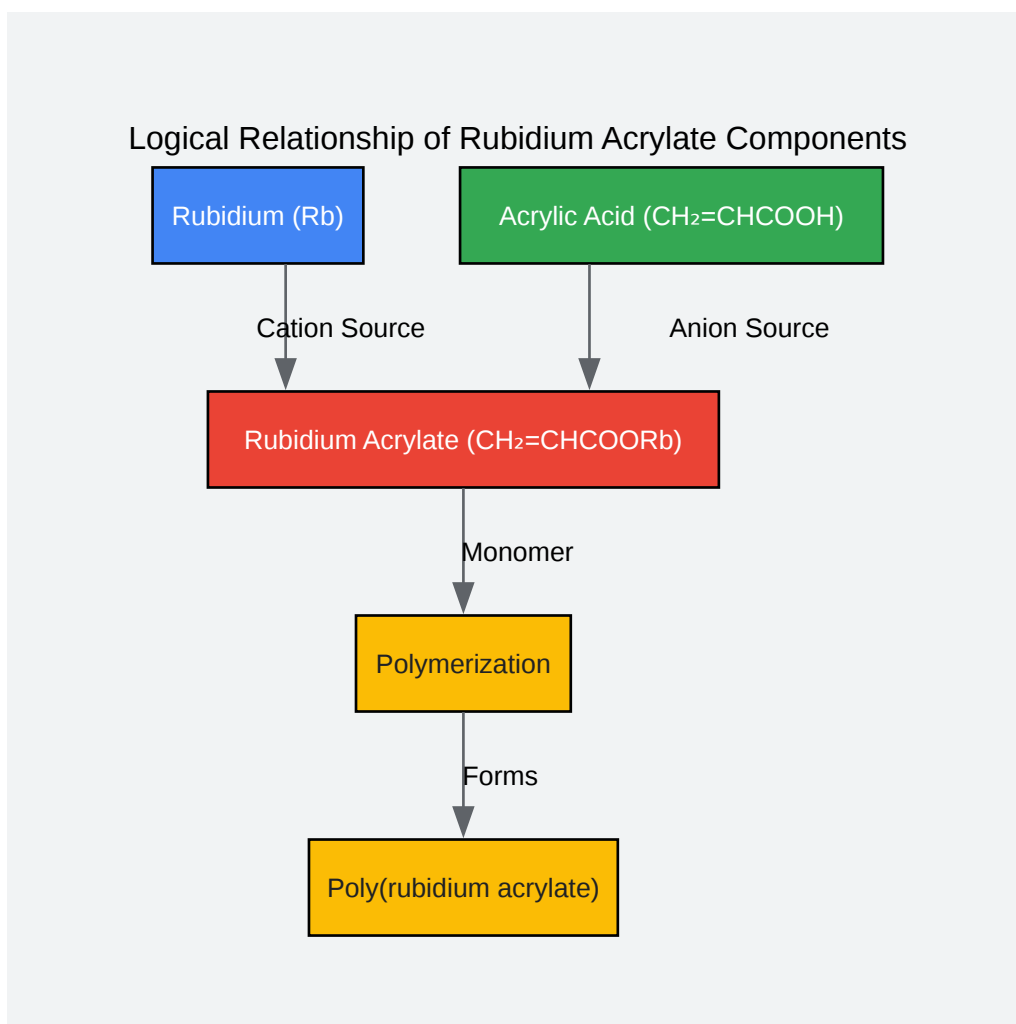 Logical Relationship of Rubidium Acrylate Components
Rubidium (Rb)
Acrylic Acid (CH₂=CHCOOH)
Cation Source
Anion Source
Rubidium Acrylate (CH₂=CHCOORb)
Monomer
Polymerization
Forms
Poly(rubidium acrylate)